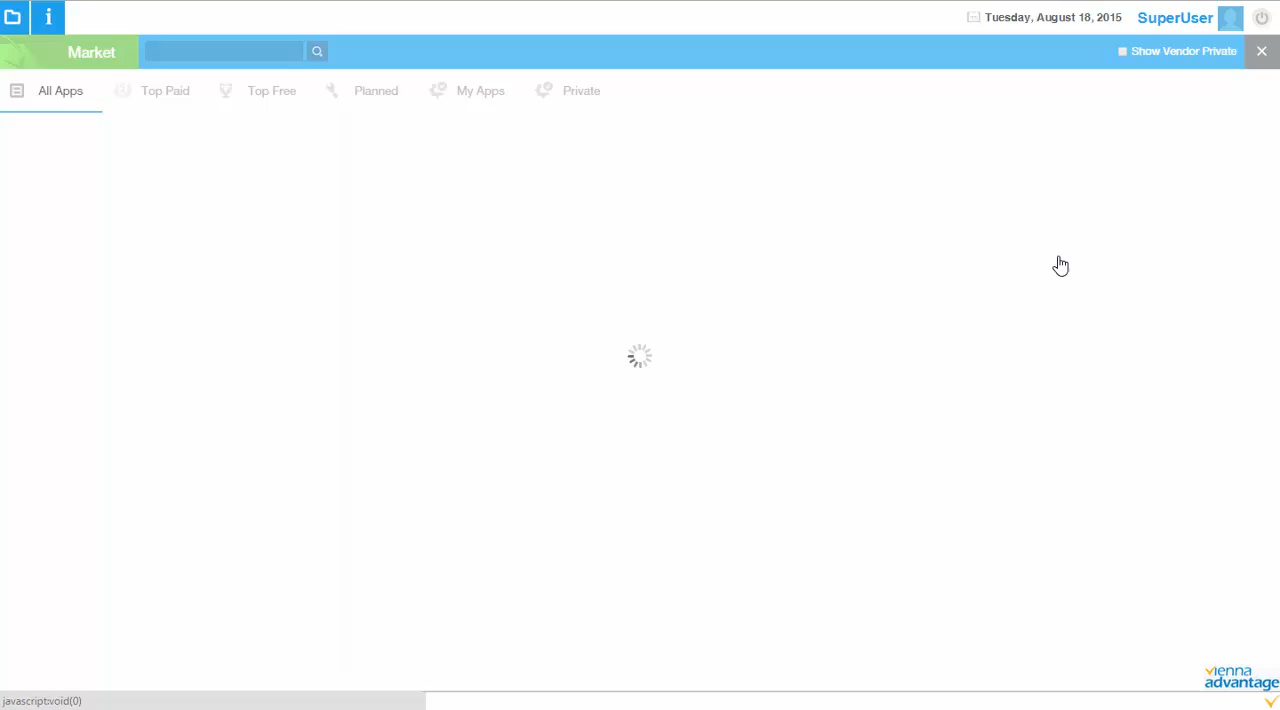 i
Tuesday, August 18, 2015
SuperUser
Market
Show Vendor Private
All Apps
Top Paid
Top Free
Planned
My Apps
Private
vienna
advantage
javascript:void(0)